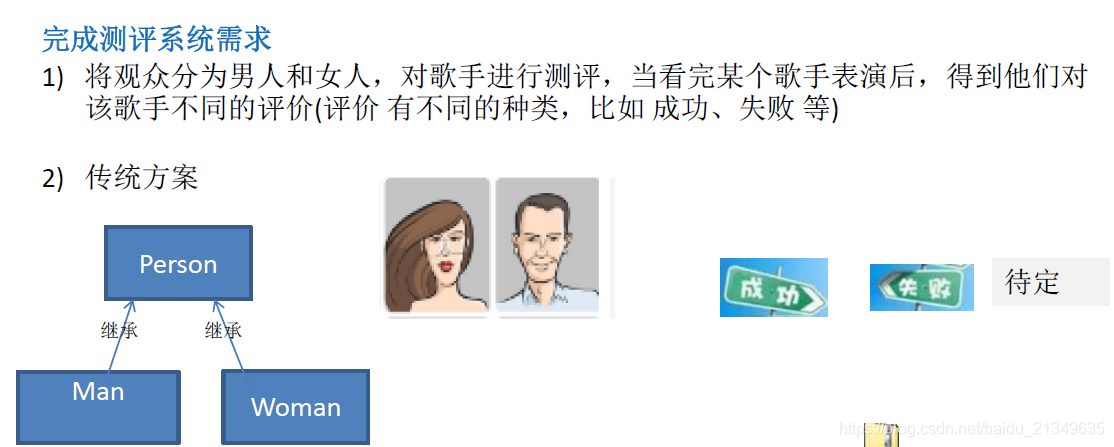 完成测评系统需求
1) 将观众分为男人和女人，对歌手进行测评，当看完某个歌手表演后，得到他们对
该歌手不同的评价(评价 有不同的种类，比如 成功、失败 等)
2) 传统方案
Person
成功
失败
待定
继承
继承
Man
Woman
https://blog.csdn.net/baidu_21349635